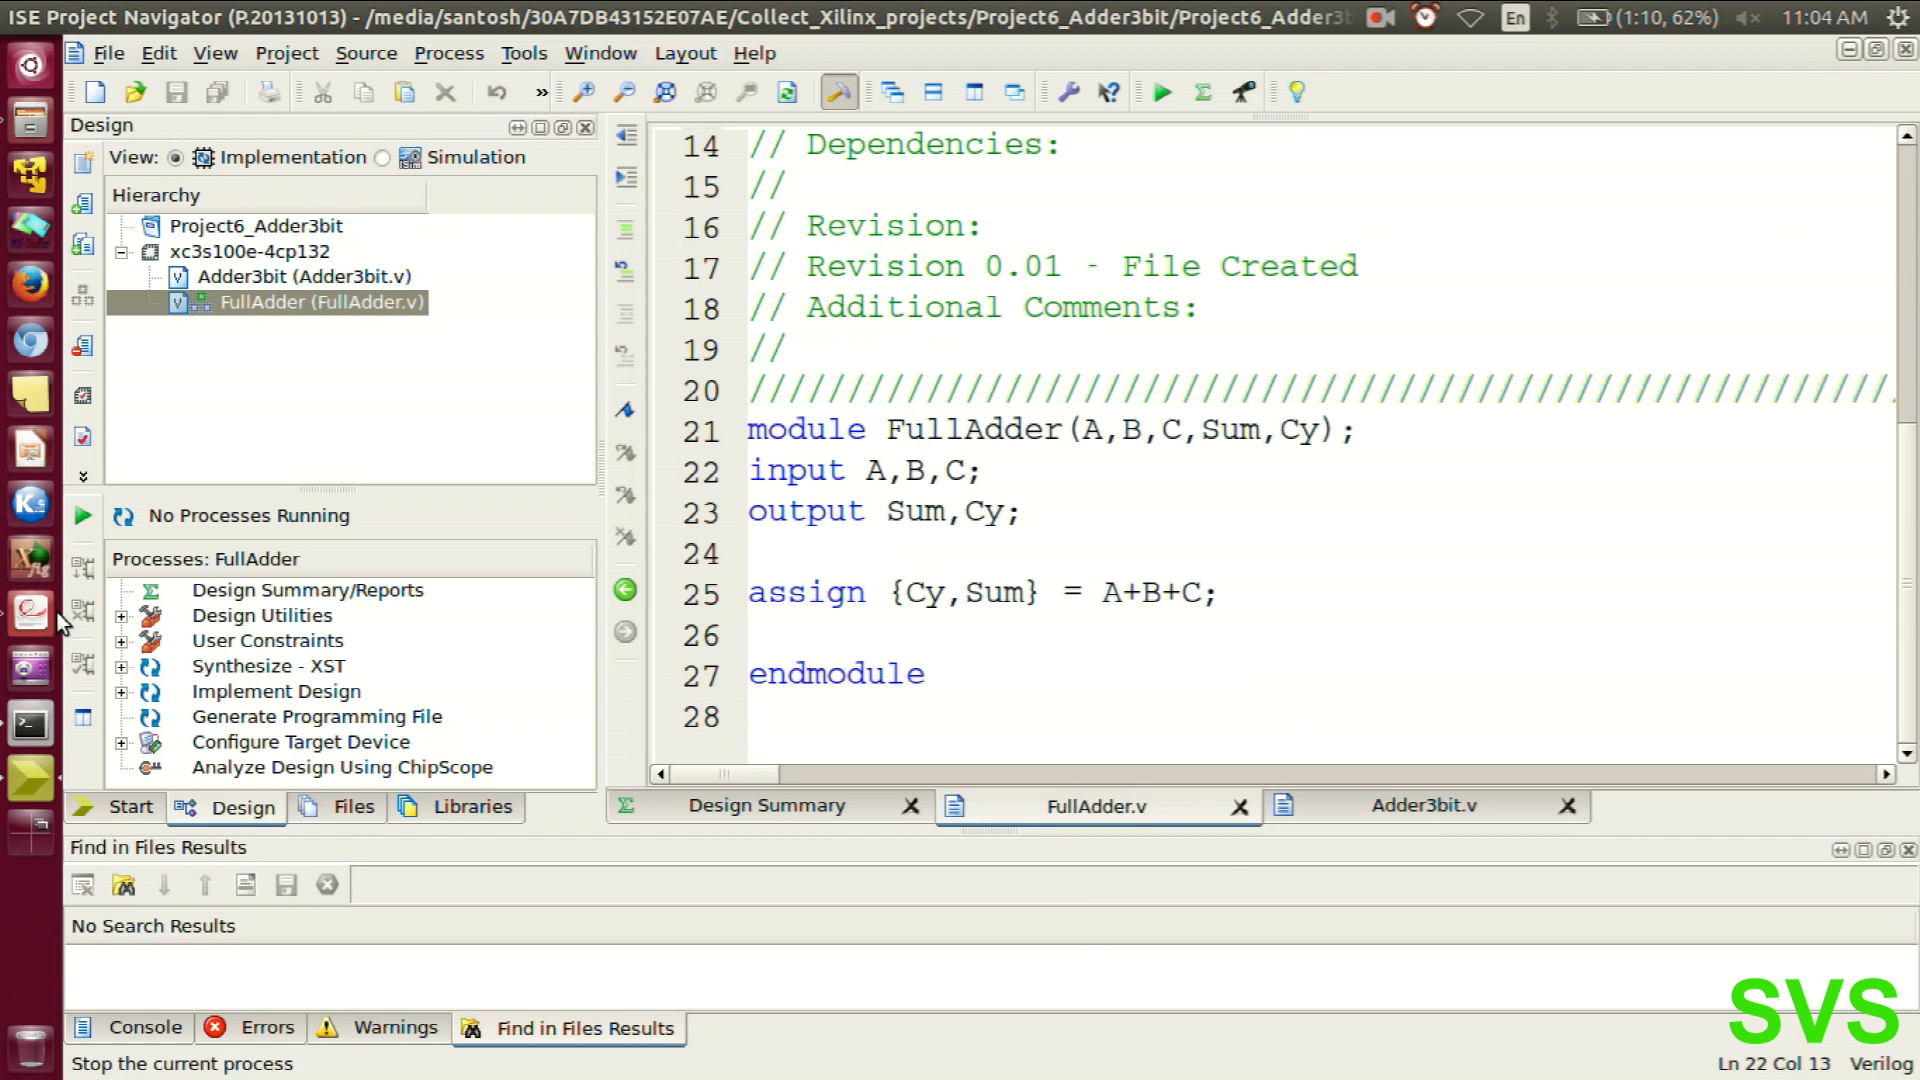 ISE Project Navigator (P.20131013) - /media/santosh/30A7DB43152E07AE/Collect_Xilinx_projects/Project6_Adder3bit/Project6_Adder3b
En
(1:10, 62%)
11:04 AM
File Edit View Project Source Process Tools Window Layout Help
»
Design
View: Implementation Simulation
Hierarchy
Project6_Adder3bit
xc3s100e-4cp132
Adder3bit (Adder3bit.v)
FullAdder (FullAdder.v)
No Processes Running
Processes: FullAdder
Design Summary/Reports
Design Utilities
User Constraints
Synthesize - XST
Implement Design
Generate Programming File
Configure Target Device
Analyze Design Using ChipScope
Start Design Files Libraries
14 // Dependencies:
15 //
16 // Revision:
17 // Revision 0.01 - File Created
18 // Additional Comments:
19 //
20 //////////////////////////////////////////////////////////
21 module FullAdder(A,B,C,Sum,Cy);
22 input A,B,C;
23 output Sum,Cy;
24
25 assign {Cy,Sum} = A+B+C;
26
27 endmodule
28
Design Summary FullAdder.v Adder3bit.v
Find in Files Results
No Search Results
Console Errors Warnings Find in Files Results
SVS
Stop the current process
Ln 22 Col 13 Verilog